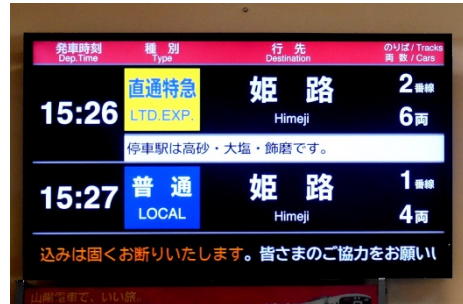 発車時刻 種別 行先 のりば/Tracks
Dep.Time Type Destination 両数/Cars
15:26 直通特急 姫路 2番線
LTD.EXP. Himeji 6両
停車駅は高砂・大塩・飾磨です。
15:27 普通 姫路 1番線
LOCAL Himeji 4両
込みは固くお断りいたします。皆さまのご協力をお願いい
山陽電車で、いい旅。